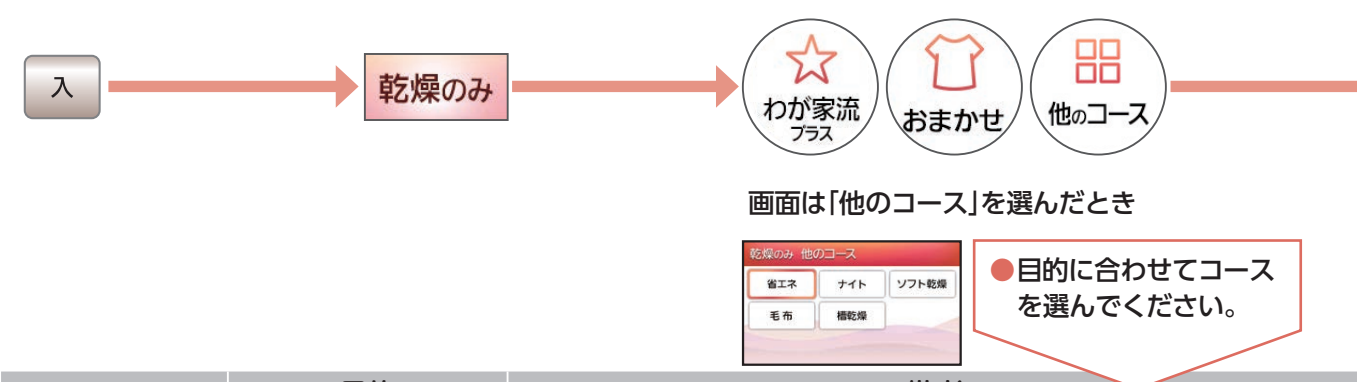 入
乾燥のみ
わが家流
プラス
おまかせ
他のコース
画面は「他のコース」を選んだとき
乾燥のみ 他のコース
省エネ ナイト ソフト乾燥
毛布 槽乾燥
●目的に合わせてコース
を選んでください。